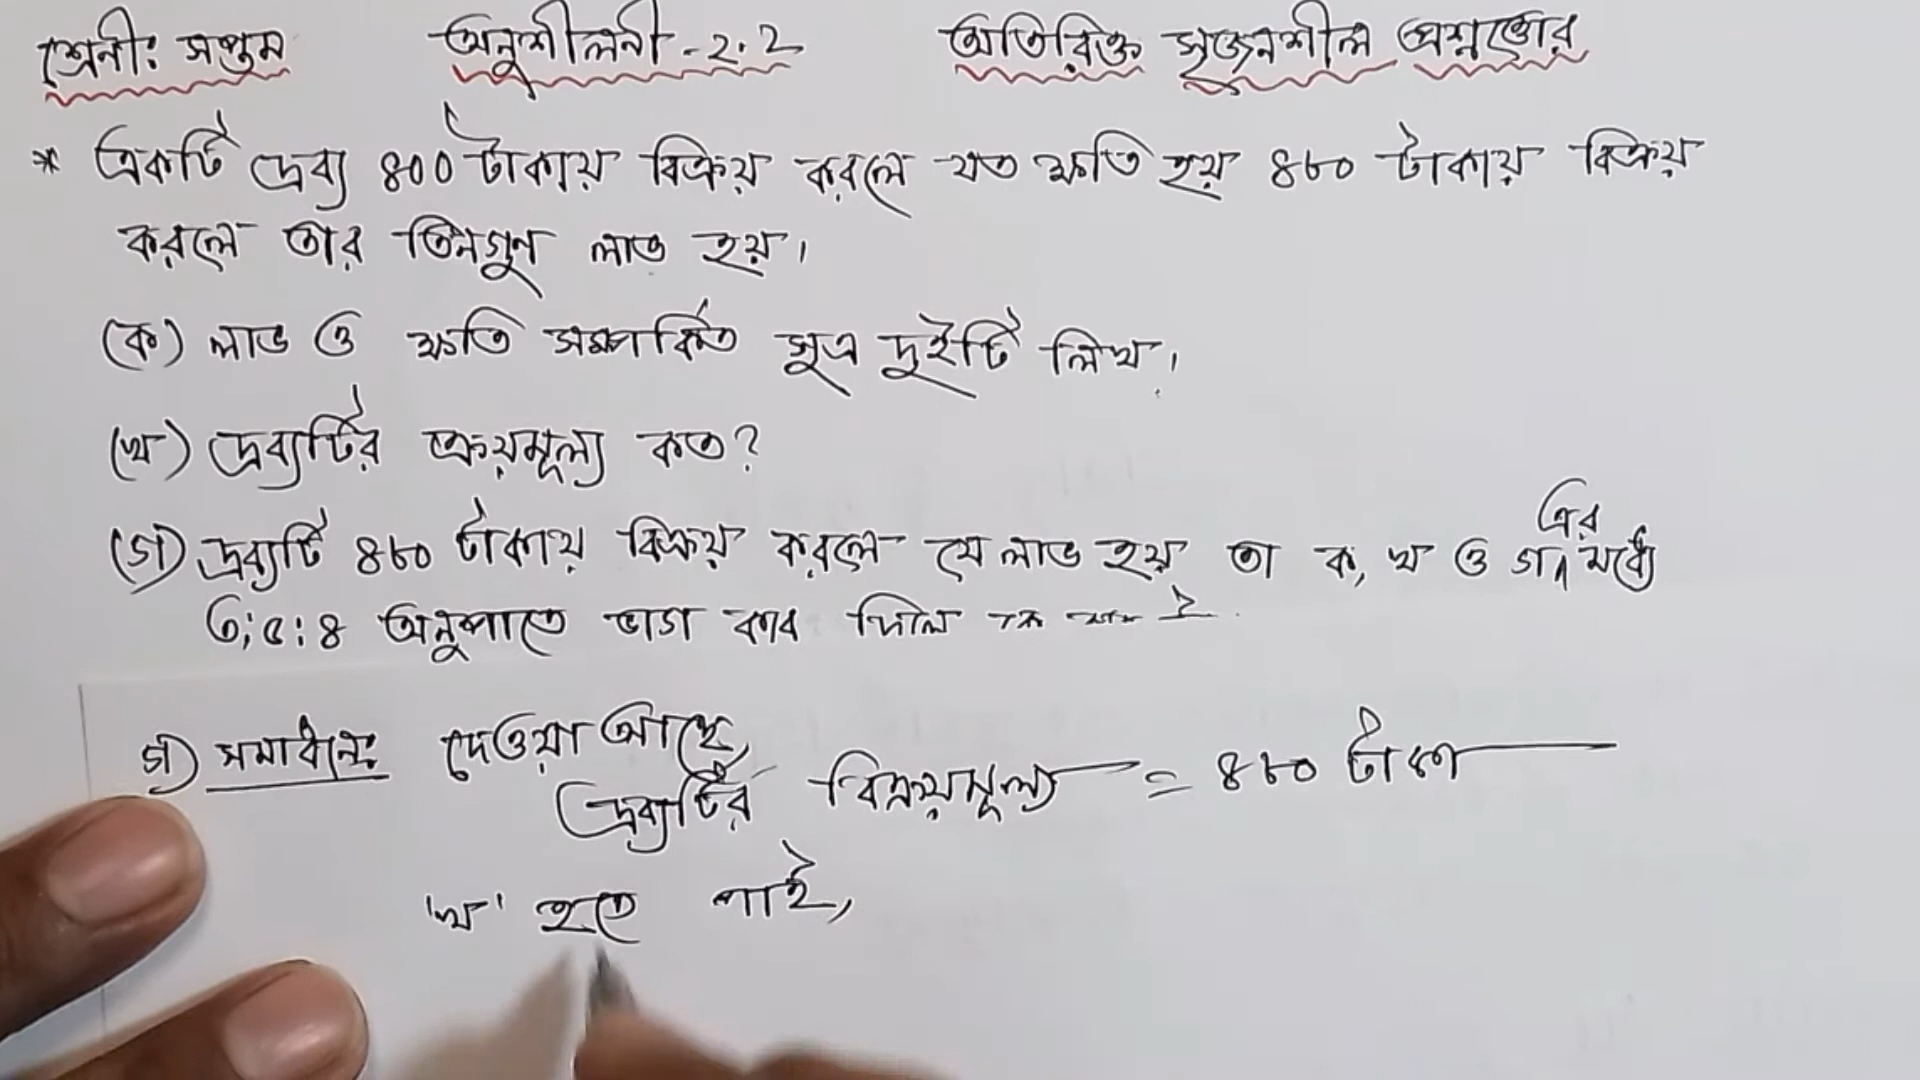 শ্রেনীঃ সপ্তম অনুশীলনী-২.2 অতিরিক্ত সৃজনশীল প্রশ্নোত্তোর
* একটি দ্রব্য ৪০০ টাকায় বিক্রয় করলে যত ক্ষতি হয় ৪৮০ টাকায় বিক্রয়
করলে তার তিনগুণ লাভ হয়।
(ক) লাভ ও ক্ষতি সম্পর্কিত সূত্র দুইটি লিখ।
(খ) দ্রব্যটির ক্রয়মূল্য কত?
(গ) দ্রব্যটি ৪৮০ টাকায় বিক্রয় করলে যে লাভ হয় তা ক, খ ও গ এর মধ্যে
৩:৫:৪ অনুপাতে ভাগ করে দিলে
গ) সমাধানঃ দেওয়া আছে,
দ্রব্যটির বিক্রয়মূল্য = ৪৮০ টাকা
'খ' হতে পাই,